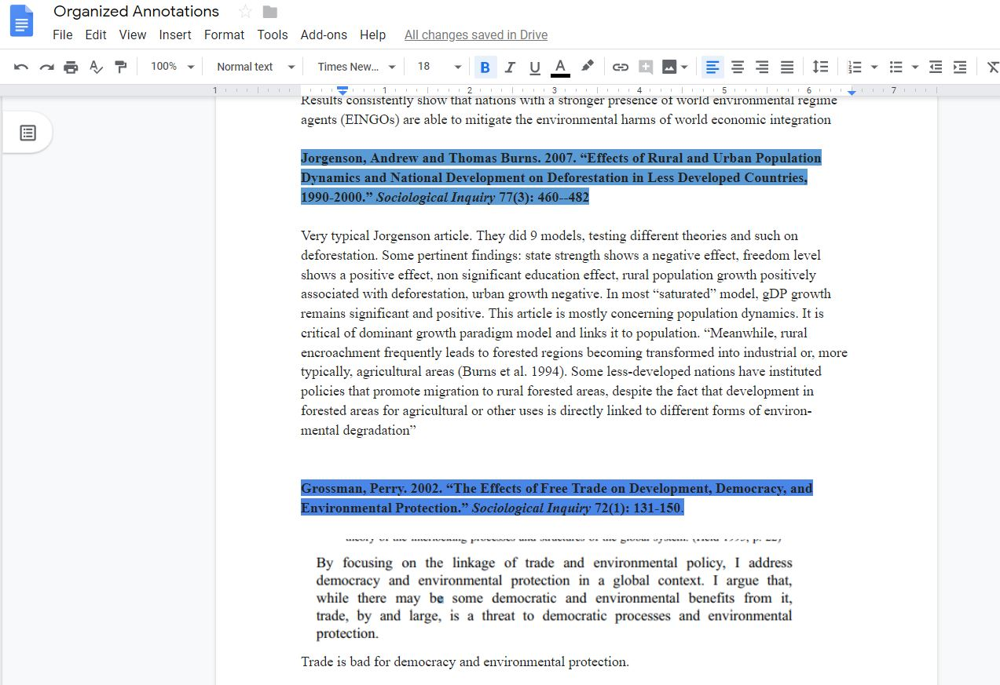 Organized Annotations
File Edit View Insert Format Tools Add-ons Help All changes saved in Drive
100% Normal text Times New... 18 B I U A
1 1 2 3 4 5 6 7
Results consistently show that nations with a stronger presence of world environmental regime
agents (EINGOs) are able to mitigate the environmental harms of world economic integration
Jorgenson, Andrew and Thomas Burns. 2007. “Effects of Rural and Urban Population
Dynamics and National Development on Deforestation in Less Developed Countries,
1990-2000.” Sociological Inquiry 77(3): 460--482
Very typical Jorgenson article. They did 9 models, testing different theories and such on
deforestation. Some pertinent findings: state strength shows a negative effect, freedom level
shows a positive effect, non significant education effect, rural population growth positively
associated with deforestation, urban growth negative. In most “saturated” model, gDP growth
remains significant and positive. This article is mostly concerning population dynamics. It is
critical of dominant growth paradigm model and links it to population. “Meanwhile, rural
encroachment frequently leads to forested regions becoming transformed into industrial or, more
typically, agricultural areas (Burns et al. 1994). Some less-developed nations have instituted
policies that promote migration to rural forested areas, despite the fact that development in
forested areas for agricultural or other uses is directly linked to different forms of environ-
mental degradation”
Grossman, Perry. 2002. “The Effects of Free Trade on Development, Democracy, and
Environmental Protection.” Sociological Inquiry 72(1): 131-150.
By focusing on the linkage of trade and environmental policy, I address
democracy and environmental protection in a global context. I argue that,
while there may be some democratic and environmental benefits from it,
trade, by and large, is a threat to democratic processes and environmental
protection.
Trade is bad for democracy and environmental protection.